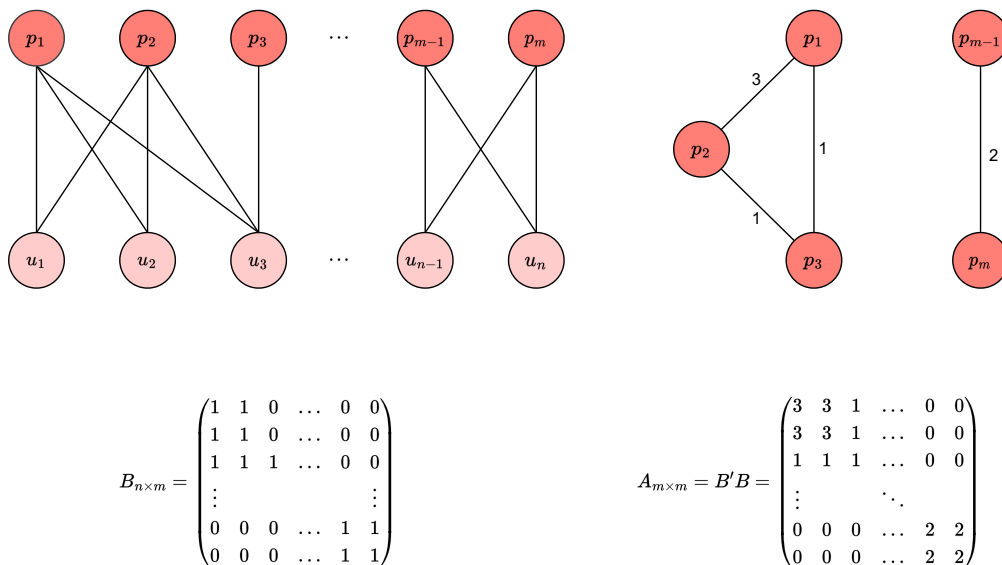 p₁ p₂ p₃ ... pₘ₋₁ pₘ
u₁ u₂ u₃ ... uₙ₋₁ uₙ
p₁ pₘ₋₁
3
p₂ 1 2
1
p₃ pₘ
Bₙ×ₘ =
1 1 0 … 0 0
1 1 0 … 0 0
1 1 1 … 0 0
⋮ ⋮
0 0 0 … 1 1
0 0 0 … 1 1
Aₘ×ₘ = B′B =
3 3 1 … 0 0
3 3 1 … 0 0
1 1 1 … 0 0
⋮ ⋱
0 0 0 … 2 2
0 0 0 … 2 2